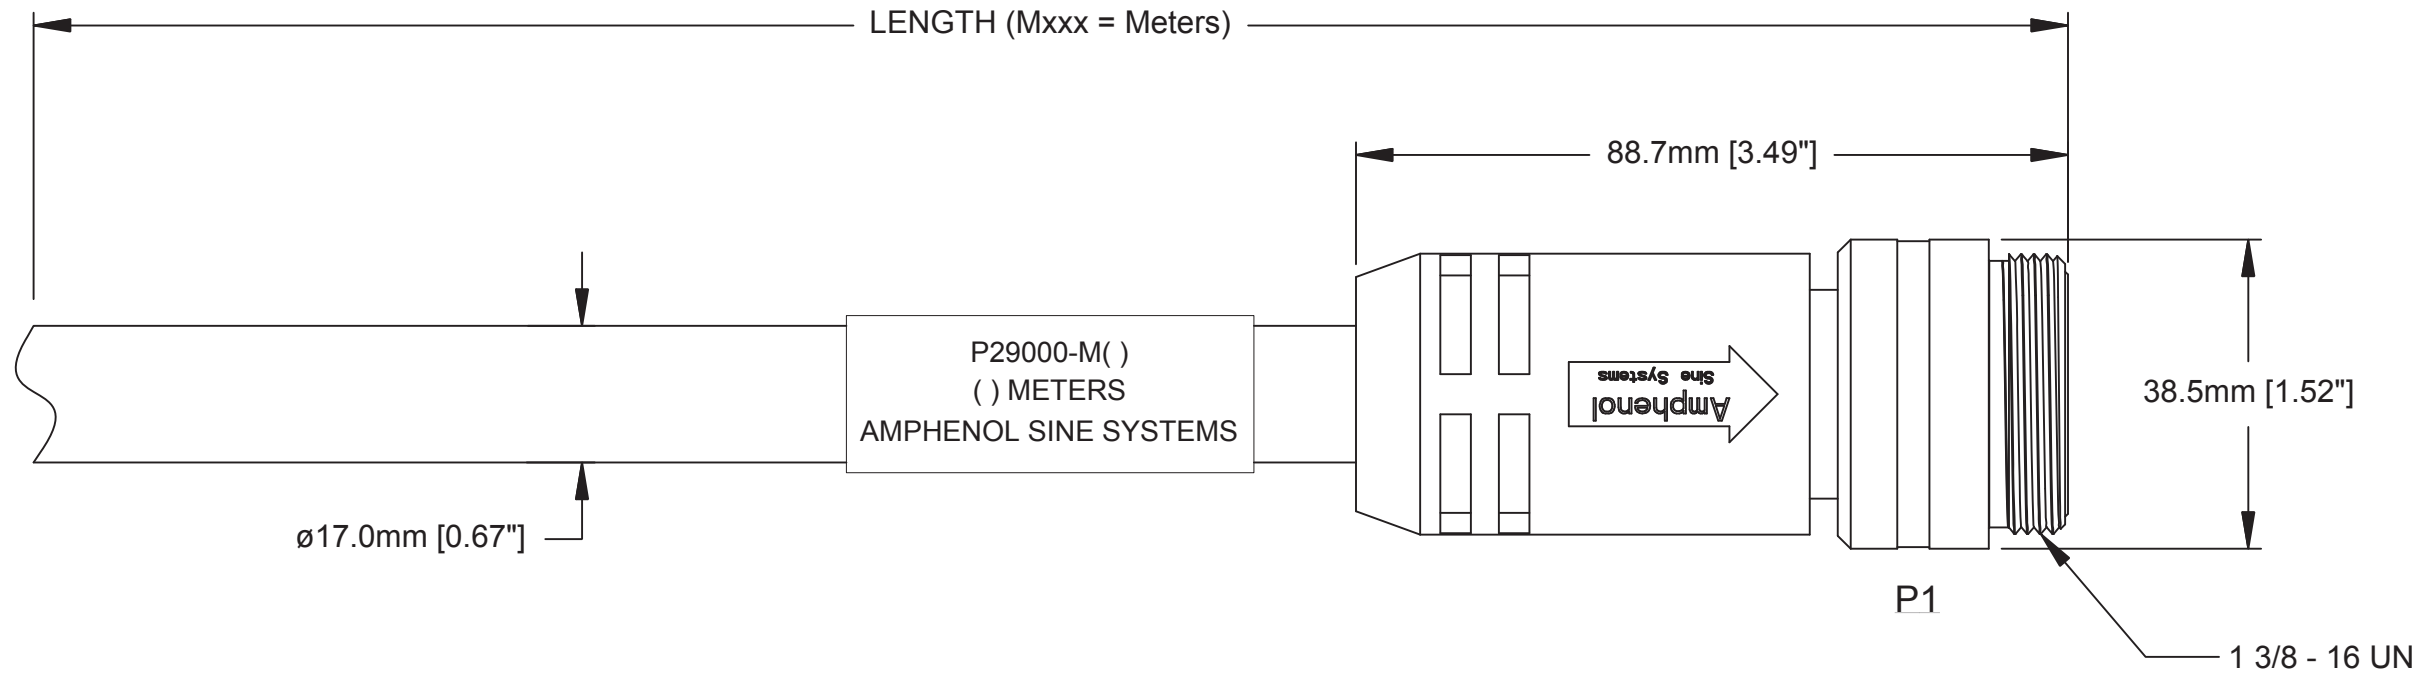 LENGTH (Mxxx = Meters)
88.7mm [3.49"]
P29000-M( )
( ) METERS
AMPHENOL SINE SYSTEMS
Amphenol
Sine Systems
38.5mm [1.52"]
ø17.0mm [0.67"]
P1
1 3/8 - 16 UN